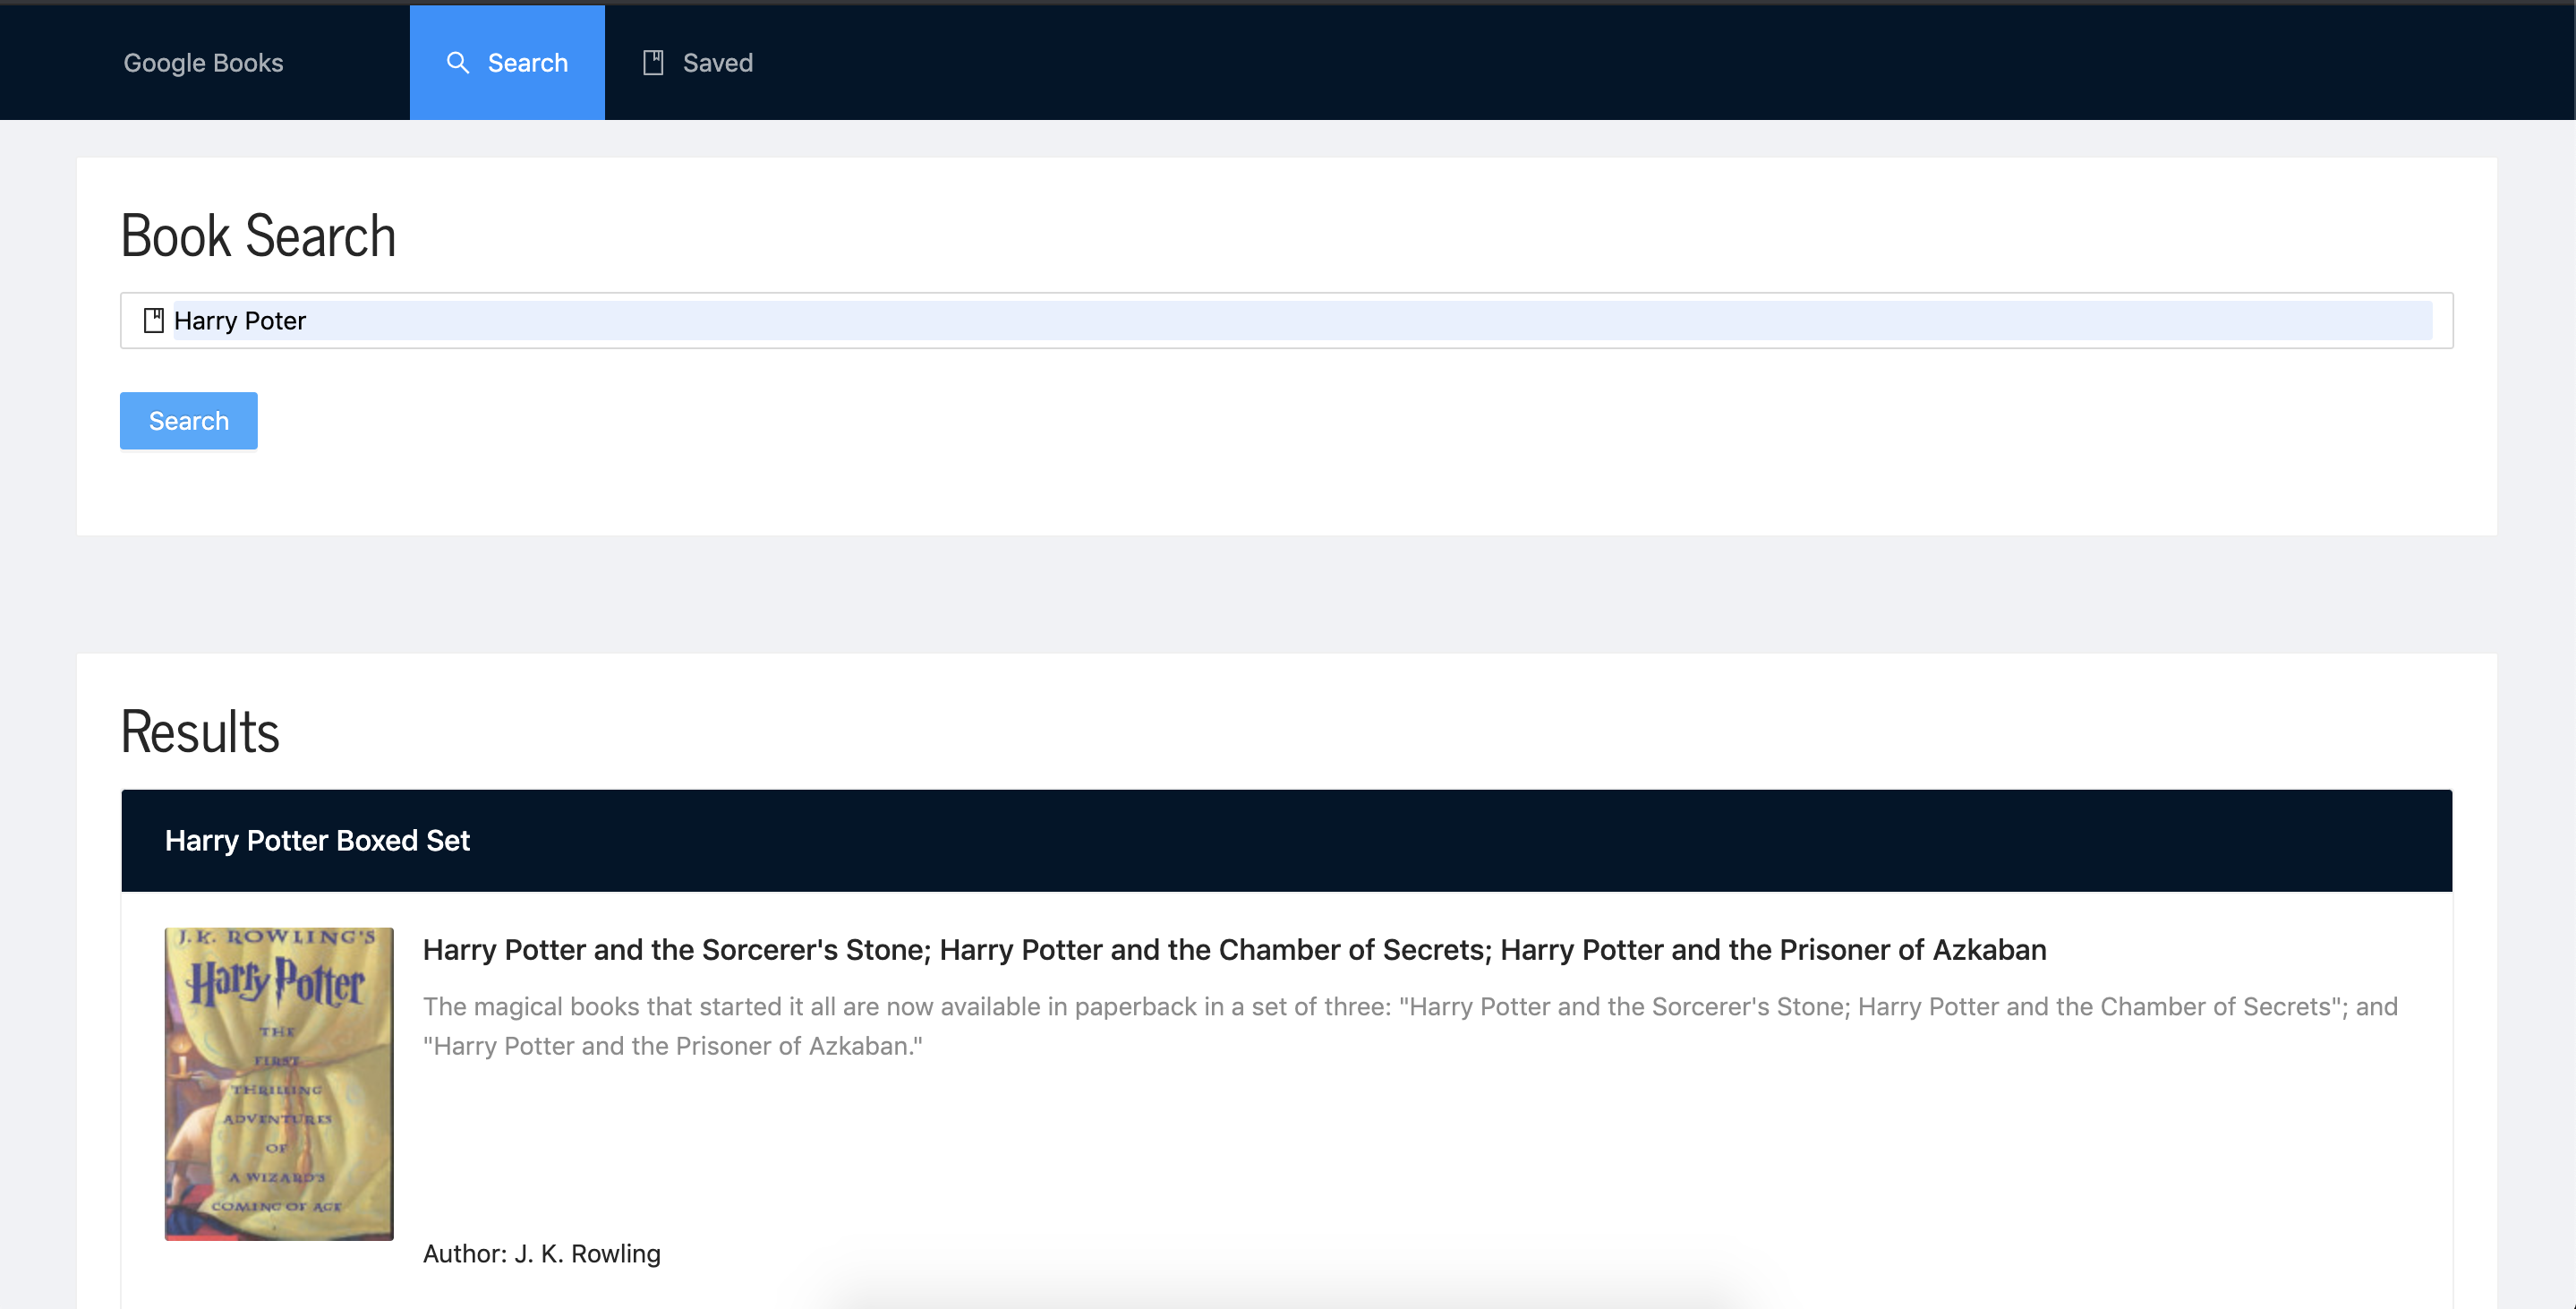 Google Books
Search
Saved
Book Search
Harry Poter
Search
Results
Harry Potter Boxed Set
J.K. ROWLING'S
Harry Potter
THE
FIRST
THRILLING
ADVENTURES
OF
A WIZARD'S
COMING OF AGE
Harry Potter and the Sorcerer's Stone; Harry Potter and the Chamber of Secrets; Harry Potter and the Prisoner of Azkaban
The magical books that started it all are now available in paperback in a set of three: "Harry Potter and the Sorcerer's Stone; Harry Potter and the Chamber of Secrets"; and
"Harry Potter and the Prisoner of Azkaban."
Author: J. K. Rowling